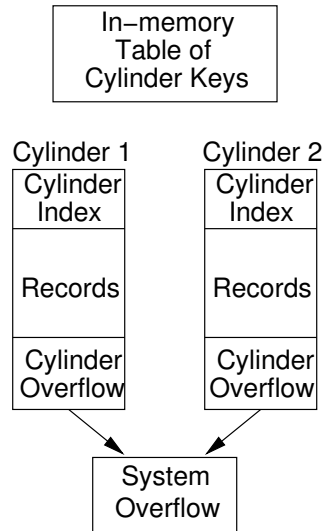 In−memory
Table of
Cylinder Keys
Cylinder 1
Cylinder
Index
Records
Cylinder
Overflow
Cylinder 2
Cylinder
Index
Records
Cylinder
Overflow
System
Overflow